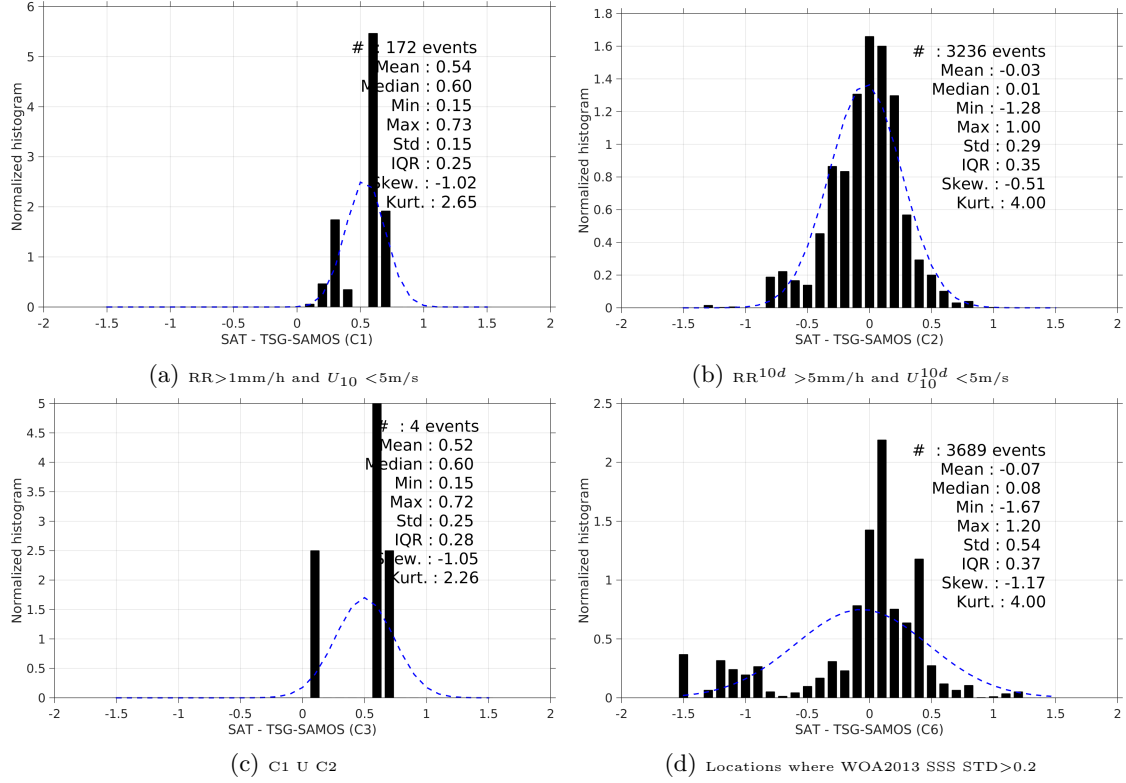 6
5
4
3
2
1
0
Normalized histogram
# : 172 events
Mean : 0.54
Median : 0.60
Min : 0.15
Max : 0.73
Std : 0.15
IQR : 0.25
Skew. : -1.02
Kurt. : 2.65
-2 -1.5 -1 -0.5 0 0.5 1 1.5 2
SAT - TSG-SAMOS (C1)
(a) RR>1mm/h and U10 <5m/s
1.8
1.6
1.4
1.2
1
0.8
0.6
0.4
0.2
0
Normalized histogram
# : 3236 events
Mean : -0.03
Median : 0.01
Min : -1.28
Max : 1.00
Std : 0.29
IQR : 0.35
Skew. : -0.51
Kurt. : 4.00
-2 -1.5 -1 -0.5 0 0.5 1 1.5 2
SAT - TSG-SAMOS (C2)
(b) RR^10d >5mm/h and U10^10d <5m/s
5
4.5
4
3.5
3
2.5
2
1.5
1
0.5
0
Normalized histogram
# : 4 events
Mean : 0.52
Median : 0.60
Min : 0.15
Max : 0.72
Std : 0.25
IQR : 0.28
Skew. : -1.05
Kurt. : 2.26
-2 -1.5 -1 -0.5 0 0.5 1 1.5 2
SAT - TSG-SAMOS (C3)
(c) C1 U C2
2.5
2
1.5
1
0.5
0
Normalized histogram
# : 3689 events
Mean : -0.07
Median : 0.08
Min : -1.67
Max : 1.20
Std : 0.54
IQR : 0.37
Skew. : -1.17
Kurt. : 4.00
-2 -1.5 -1 -0.5 0 0.5 1 1.5 2
SAT - TSG-SAMOS (C6)
(d) Locations where WOA2013 SSS STD>0.2